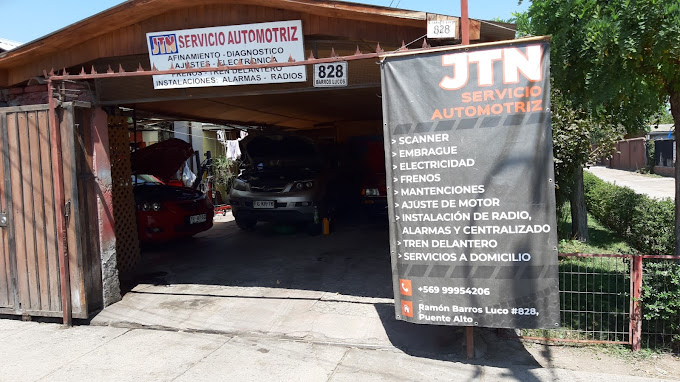 JTN SERVICIO AUTOMOTRIZ
AFINAMIENTO - DIAGNOSTICO
AJUSTES - ELECTRONICA
FRENOS - TREN DELANTERO
INSTALACIONES, ALARMAS - RADIOS
828
BARROS LUCOS
828
JTN
SERVICIO
AUTOMOTRIZ
> SCANNER
> EMBRAGUE
> ELECTRICIDAD
> FRENOS
> MANTENCIONES
> AJUSTE DE MOTOR
> INSTALACIÓN DE RADIO,
ALARMAS Y CENTRALIZADO
> TREN DELANTERO
> SERVICIOS A DOMICILIO
+569 99954206
Ramón Barros Luco #828,
Puente Alto